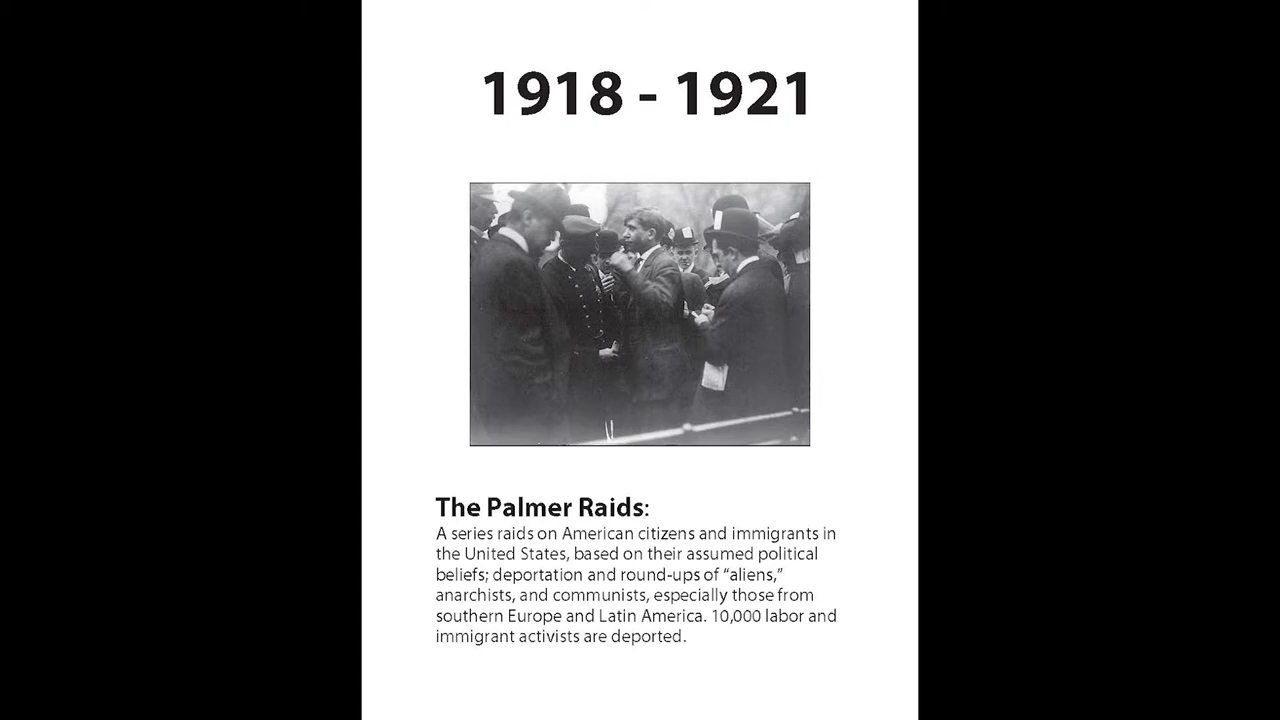 1918 - 1921
The Palmer Raids:
A series raids on American citizens and immigrants in
the United States, based on their assumed political
beliefs; deportation and round-ups of “aliens,”
anarchists, and communists, especially those from
southern Europe and Latin America. 10,000 labor and
immigrant activists are deported.